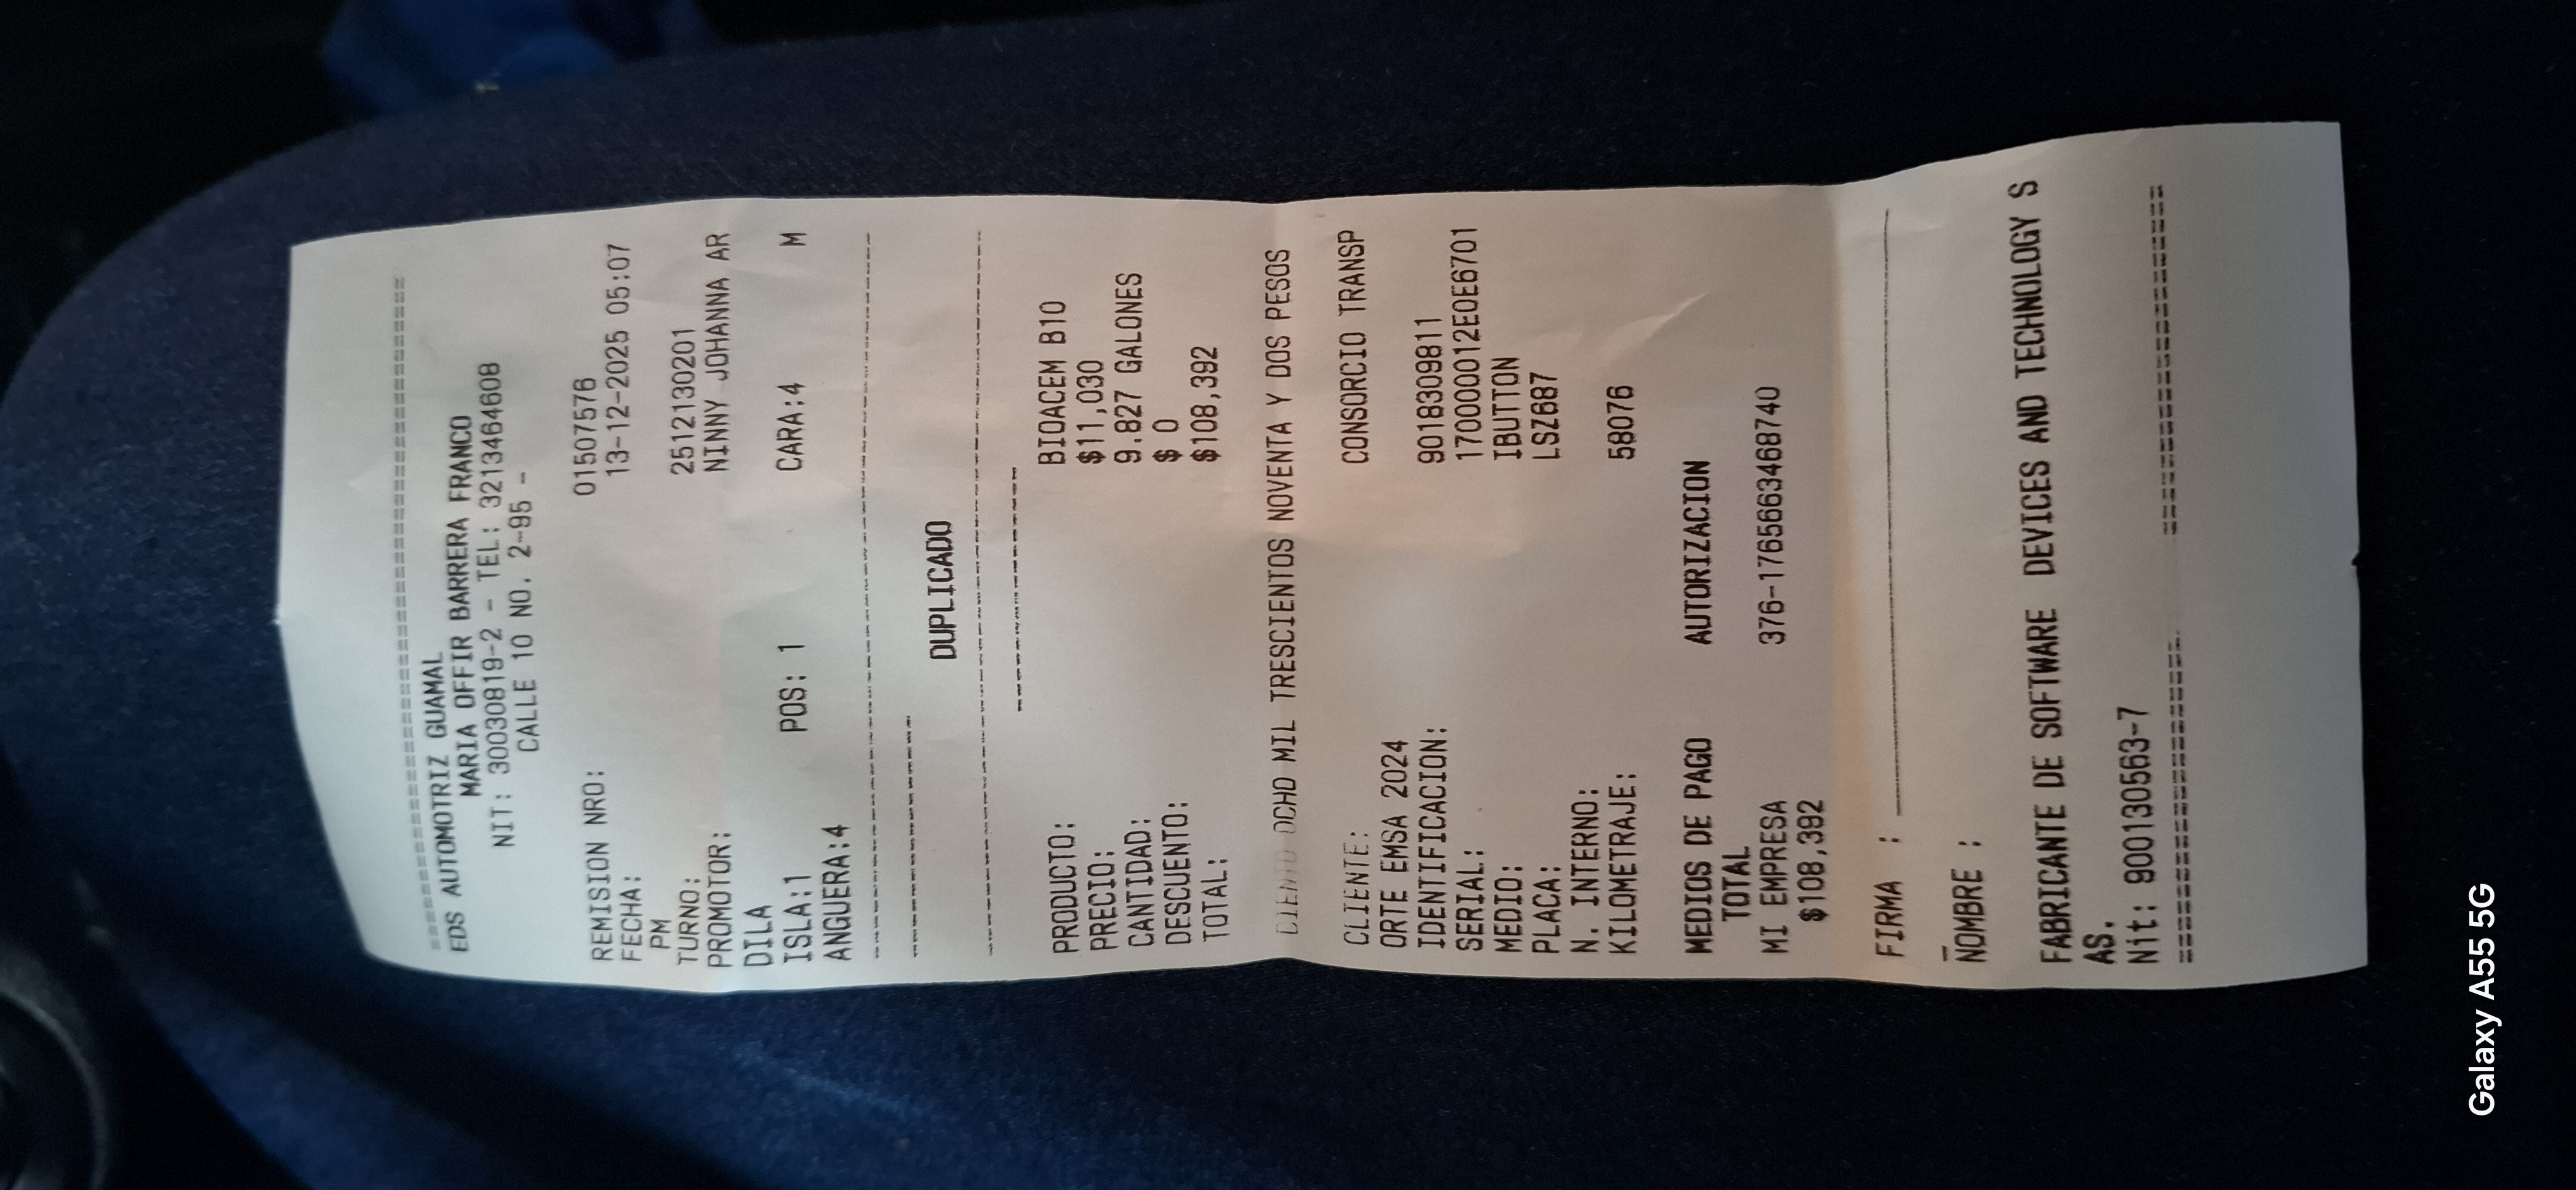 ================================
EDS AUTOMOTRIZ GUAMAL
MARIA OFFIR BARRERA FRANCO
NIT: 30030819-2 - TEL: 3213464608
CALLE 10 NO. 2-95 -
REMISION NRO: 01507576
FECHA: 13-12-2025 05:07
PM
TURNO: 2512130201
PROMOTOR: NINNY JOHANNA AR
DILA
ISLA:1 POS: 1 CARA:4 M
ANGUERA:4
DUPLICADO
PRODUCTO: BIOACEM B10
PRECIO: $11,030
CANTIDAD: 9.827 GALONES
DESCUENTO: $ 0
TOTAL: $108,392
CIENTO OCHO MIL TRESCIENTOS NOVENTA Y DOS PESOS
CLIENTE: CONSORCIO TRANSP
ORTE EMSA 2024
IDENTIFICACION: 9018309811
SERIAL: 1700000012E0E6701
MEDIO: IBUTTON
PLACA: LSZ687
N. INTERNO:
KILOMETRAJE: 58076
MEDIOS DE PAGO AUTORIZACION
TOTAL
MI EMPRESA 376-1765663468740
$108,392
FIRMA :
NOMBRE :
FABRICANTE DE SOFTWARE DEVICES AND TECHNOLOGY S
AS.
Nit: 900130563-7
================================
Galaxy A55 5G